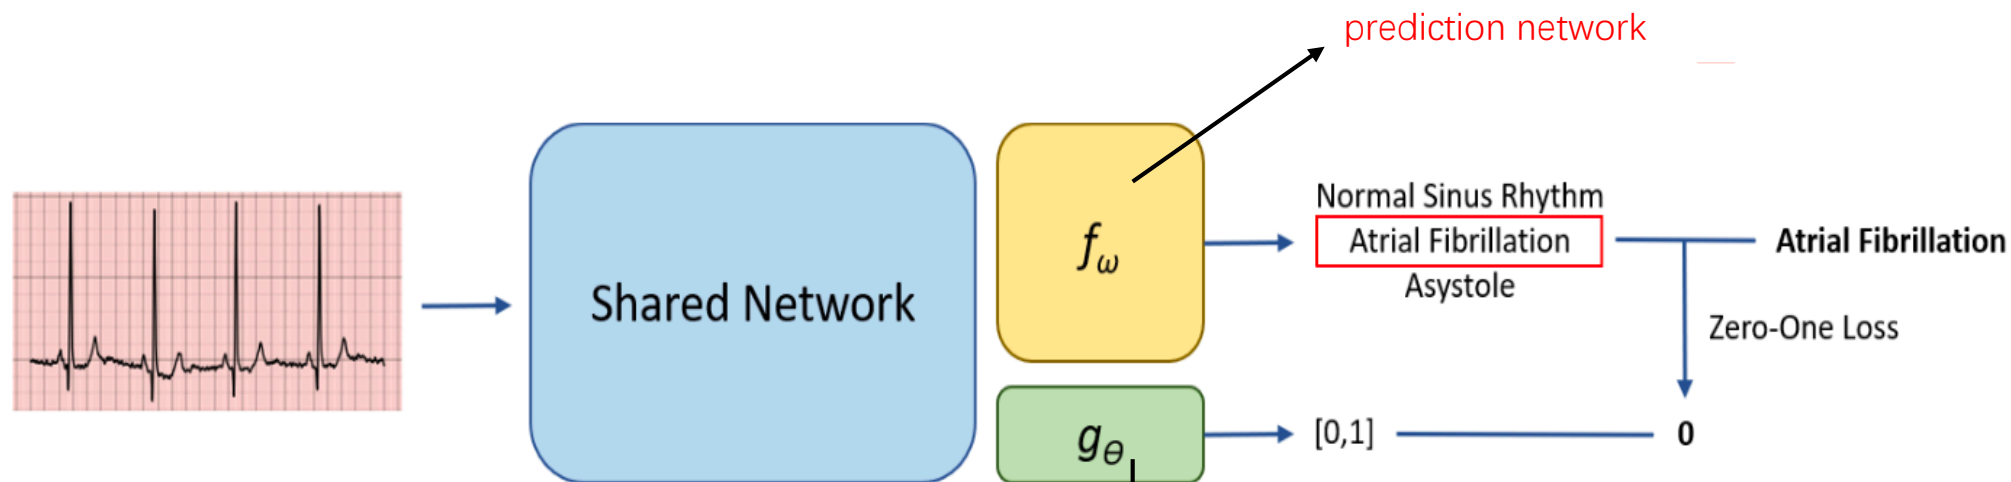 prediction network
Shared Network
fω
Normal Sinus Rhythm
Atrial Fibrillation
Asystole
Atrial Fibrillation
Zero-One Loss
gθ
[0,1]
0